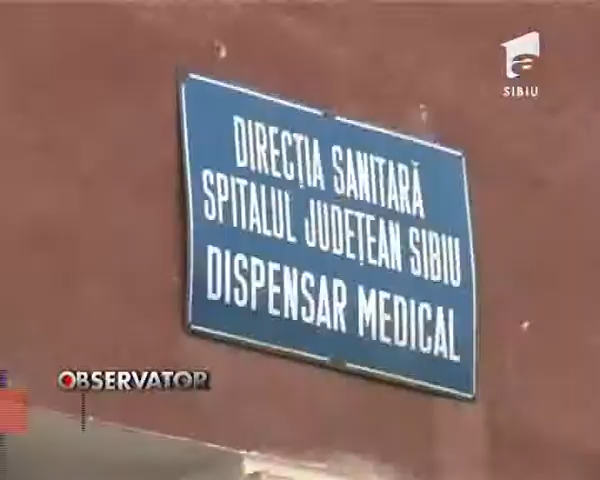 SIBIU
DIRECȚIA SANITARĂ
SPITALUL JUDEȚEAN SIBIU
DISPENSAR MEDICAL
OBSERVATOR